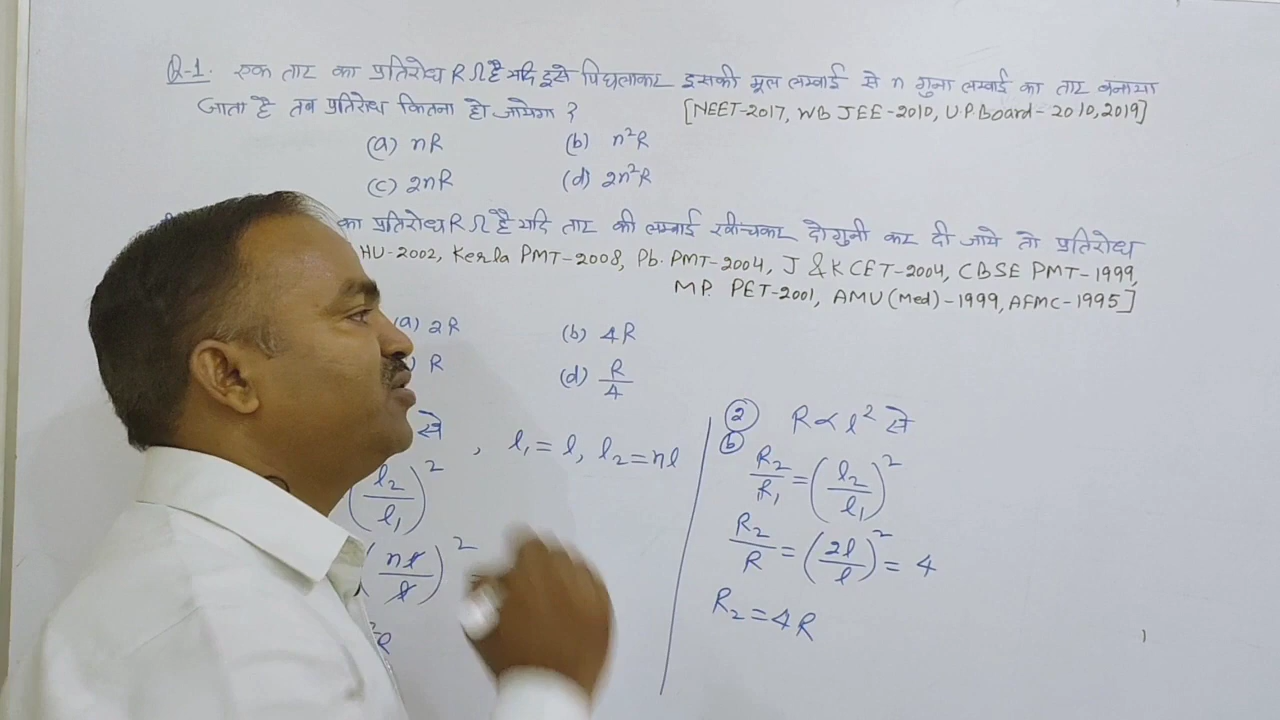 Q-1. एक तार का प्रतिरोध R Ω है यदि इसे पिघलाकर इसकी मूल लम्बाई से n गुना लम्बाई का तार बनाया
जाता है तब प्रतिरोध कितना हो जायेगा ? [NEET-2017, WB JEE-2010, U.P.Board-2010,2019]
(a) nR (b) n²R
(c) 2nR (d) 2n²R
का प्रतिरोध R Ω है यदि तार की लम्बाई खींचकर दोगुनी कर दी जाये तो प्रतिरोध
HU-2002, Kerla PMT-2008, Pb. PMT-2004, J & K CET-2004, CBSE PMT-1999,
MP. PET-2001, AMU (Med)-1999, AFMC-1995]
(a) 2R (b) 4R
) R (d) R/4
से , l₁ = l, l₂ = nl
(l₂/l₁)²
(nl/l)² =
²R
② R ∝ l² से
ⓑ R₂/R₁ = (l₂/l₁)²
R₂/R = (2l/l)² = 4
R₂ = 4R